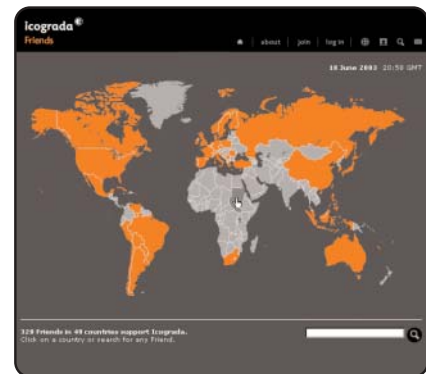 icograda
Friends
about | join | log in
18 June 2003 20:50 GMT
329 Friends in 49 countries support Icograda.
Click on a country or search for any Friend.